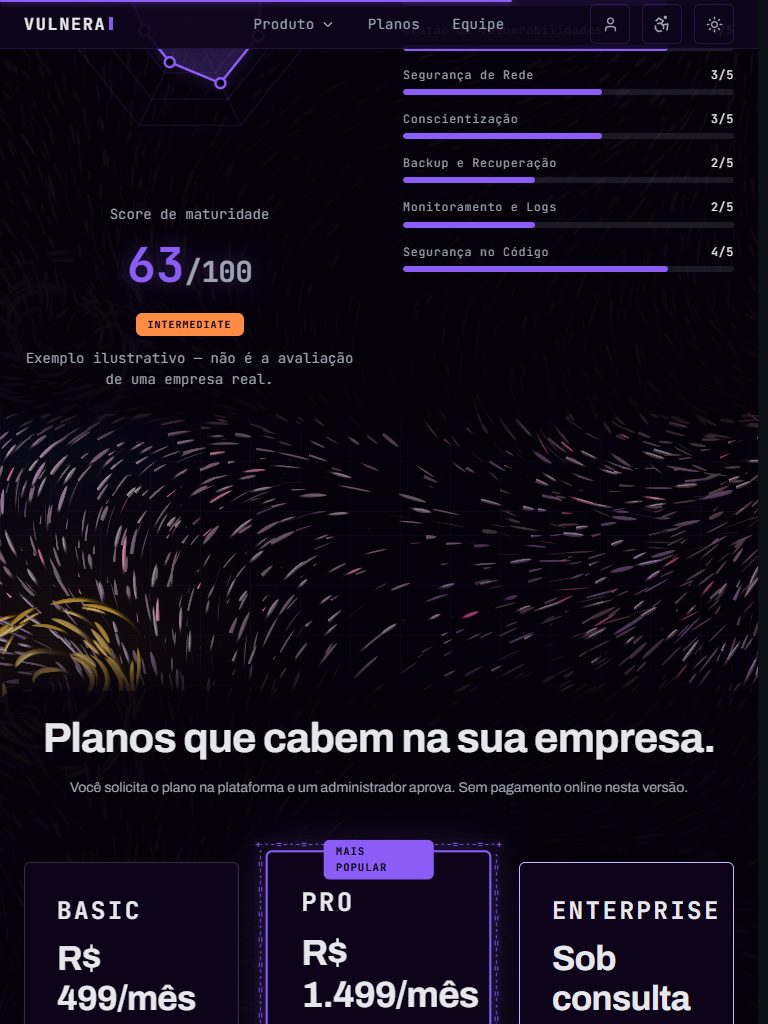 VULNERA
Produto
Planos
Equipe
Segurança de Rede 3/5
Conscientização 3/5
Backup e Recuperação 2/5
Monitoramento e Logs 2/5
Segurança no Código 4/5
Score de maturidade
63/100
INTERMEDIATE
Exemplo ilustrativo — não é a avaliação
de uma empresa real.
Planos que cabem na sua empresa.
Você solicita o plano na plataforma e um administrador aprova. Sem pagamento online nesta versão.
BASIC
R$
499/mês
MAIS
POPULAR
PRO
R$
1.499/mês
ENTERPRISE
Sob
consulta